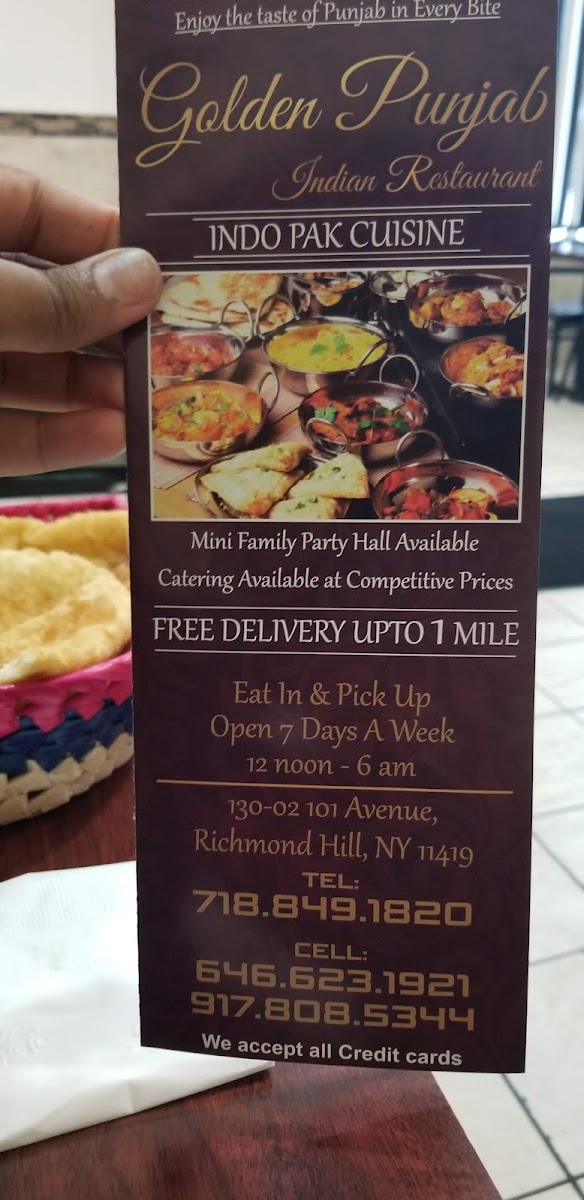 Enjoy the taste of Punjab in Every Bite
Golden Punjab
Indian Restaurant
INDO PAK CUISINE
Mini Family Party Hall Available
Catering Available at Competitive Prices
FREE DELIVERY UPTO 1 MILE
Eat In & Pick Up
Open 7 Days A Week
12 noon - 6 am
130-02 101 Avenue,
Richmond Hill, NY 11419
TEL:
718.849.1820
CELL:
646.623.1921
917.808.5344
We accept all Credit cards